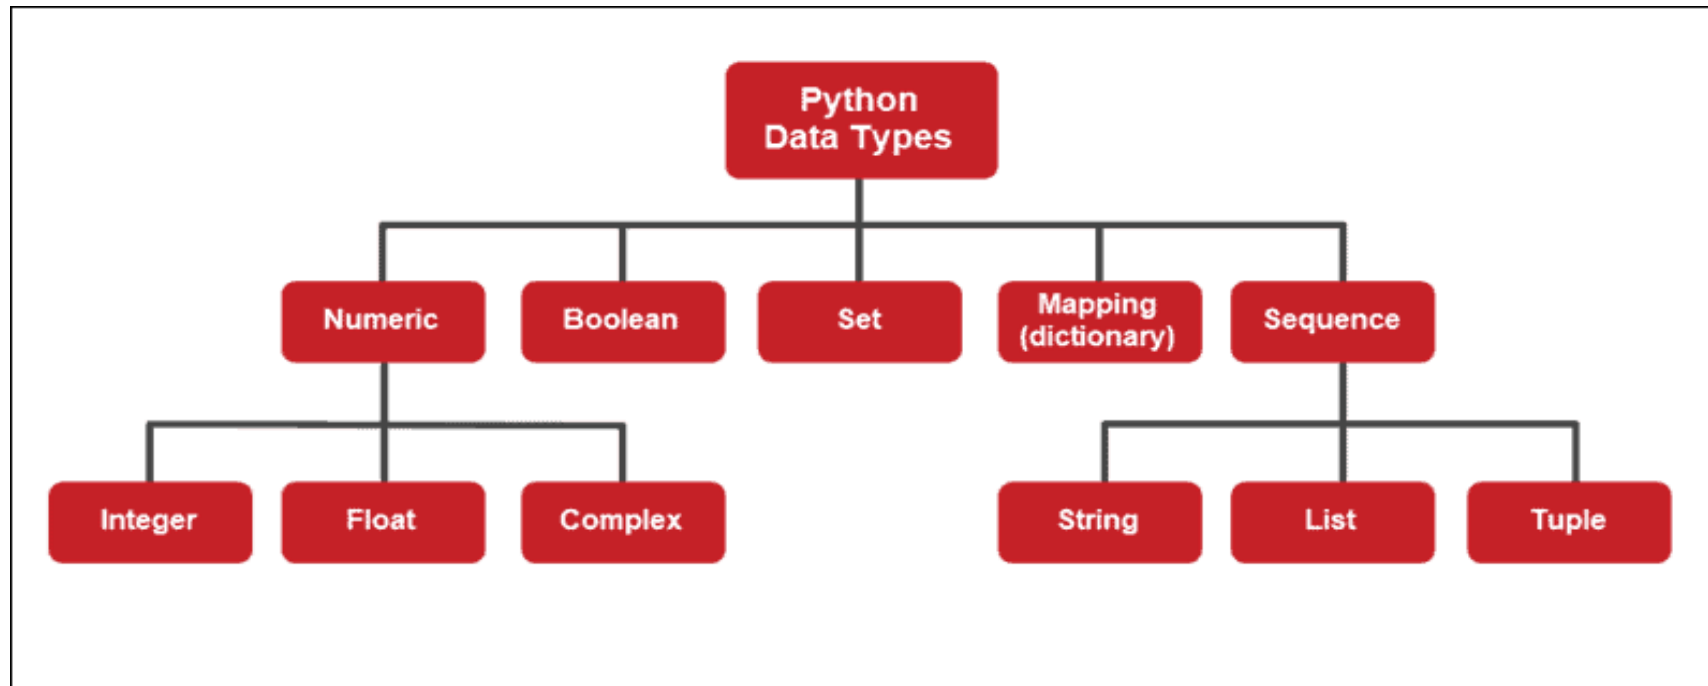 Python
Data Types
Numeric
Boolean
Set
Mapping
(dictionary)
Sequence
Integer
Float
Complex
String
List
Tuple